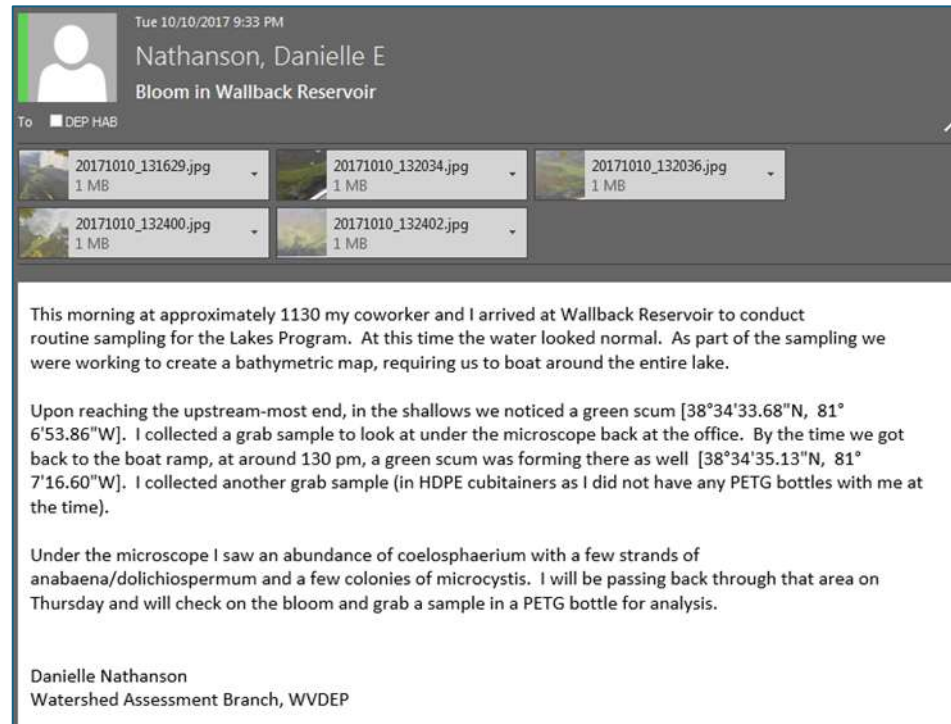 Tue 10/10/2017 9:33 PM
Nathanson, Danielle E
Bloom in Wallback Reservoir
To DEP HAB
20171010_131629.jpg
1 MB
20171010_132034.jpg
1 MB
20171010_132036.jpg
1 MB
20171010_132400.jpg
1 MB
20171010_132402.jpg
1 MB
This morning at approximately 1130 my coworker and I arrived at Wallback Reservoir to conduct
routine sampling for the Lakes Program. At this time the water looked normal. As part of the sampling we
were working to create a bathymetric map, requiring us to boat around the entire lake.
Upon reaching the upstream-most end, in the shallows we noticed a green scum [38°34'33.68"N, 81°
6'53.86"W]. I collected a grab sample to look at under the microscope back at the office. By the time we got
back to the boat ramp, at around 130 pm, a green scum was forming there as well [38°34'35.13"N, 81°
7'16.60"W]. I collected another grab sample (in HDPE cubitainers as I did not have any PETG bottles with me at
the time).
Under the microscope I saw an abundance of coelosphaerium with a few strands of
anabaena/dolichiospermum and a few colonies of microcystis. I will be passing back through that area on
Thursday and will check on the bloom and grab a sample in a PETG bottle for analysis.
Danielle Nathanson
Watershed Assessment Branch, WVDEP